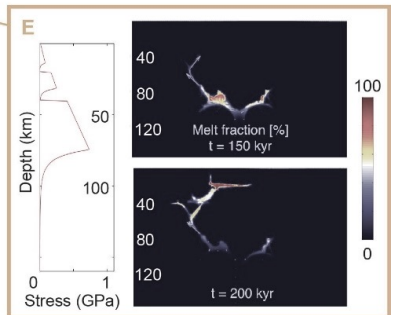 E
40
80
120
Melt fraction [%]
t = 150 kyr
100
0
50
100
Depth (km)
0
1
Stress (GPa)
40
80
120
t = 200 kyr